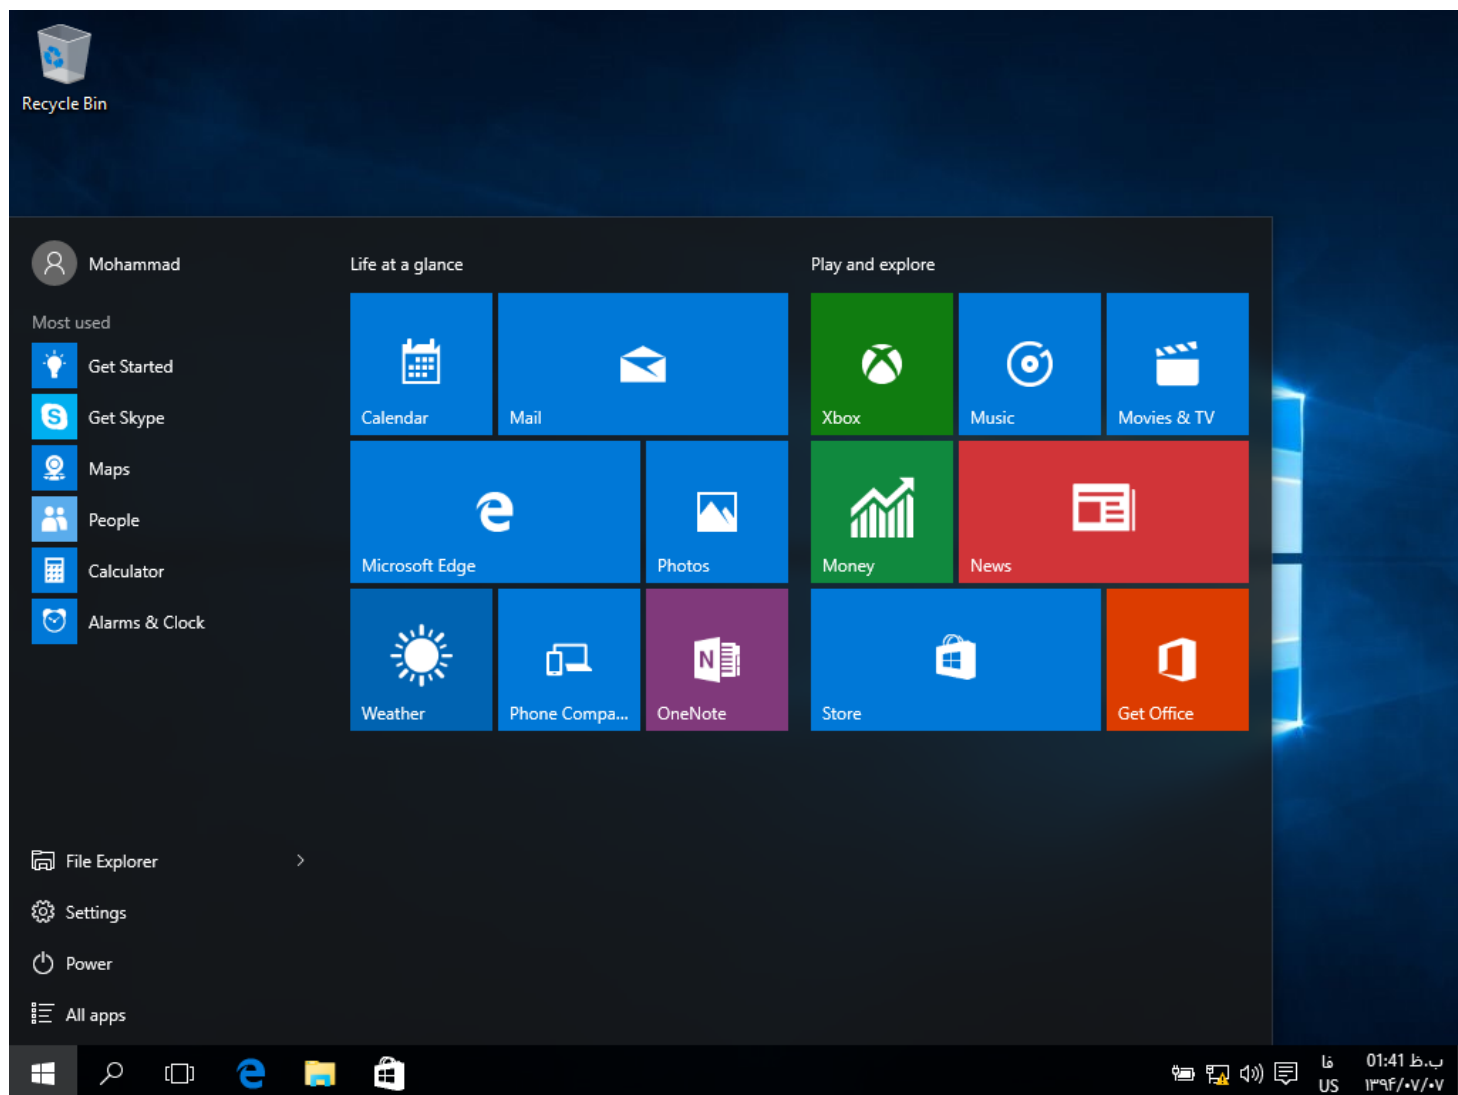 Recycle Bin
Mohammad
Most used
Get Started
Get Skype
Maps
People
Calculator
Alarms & Clock
File Explorer
Settings
Power
All apps
Life at a glance
Calendar
Mail
Microsoft Edge
Photos
Weather
Phone Compa...
OneNote
Play and explore
Xbox
Music
Movies & TV
Money
News
Store
Get Office
فا
US
01:41 ب.ظ
۱۳۹۴/۰۷/۰۷